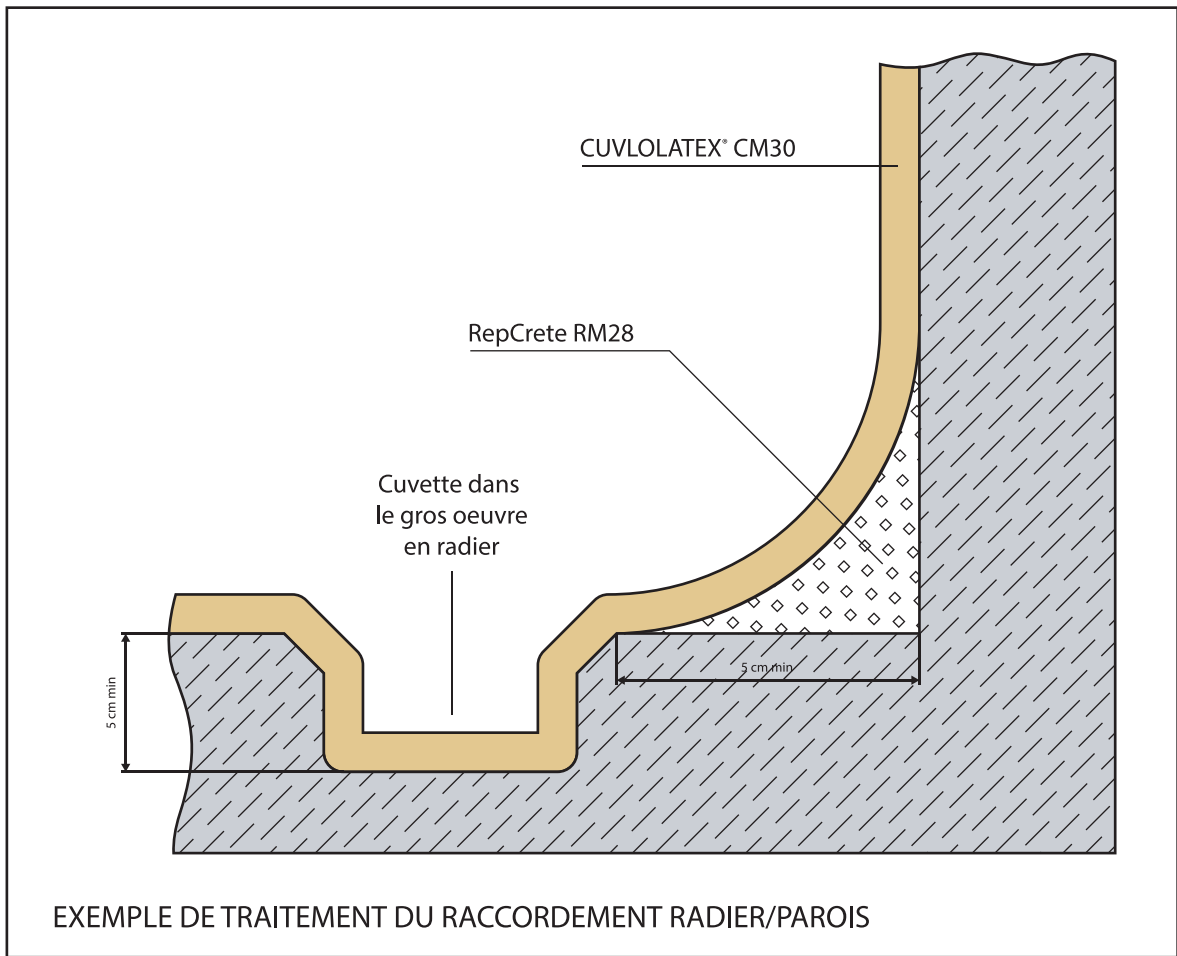 CUVLOLATEX® CM30
RepCrete RM28
Cuvette dans
le gros oeuvre
en radier
5 cm min
5 cm min
EXEMPLE DE TRAITEMENT DU RACCORDEMENT RADIER/PAROIS